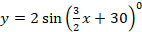 y = 2 sin (3/2 x + 30)^0